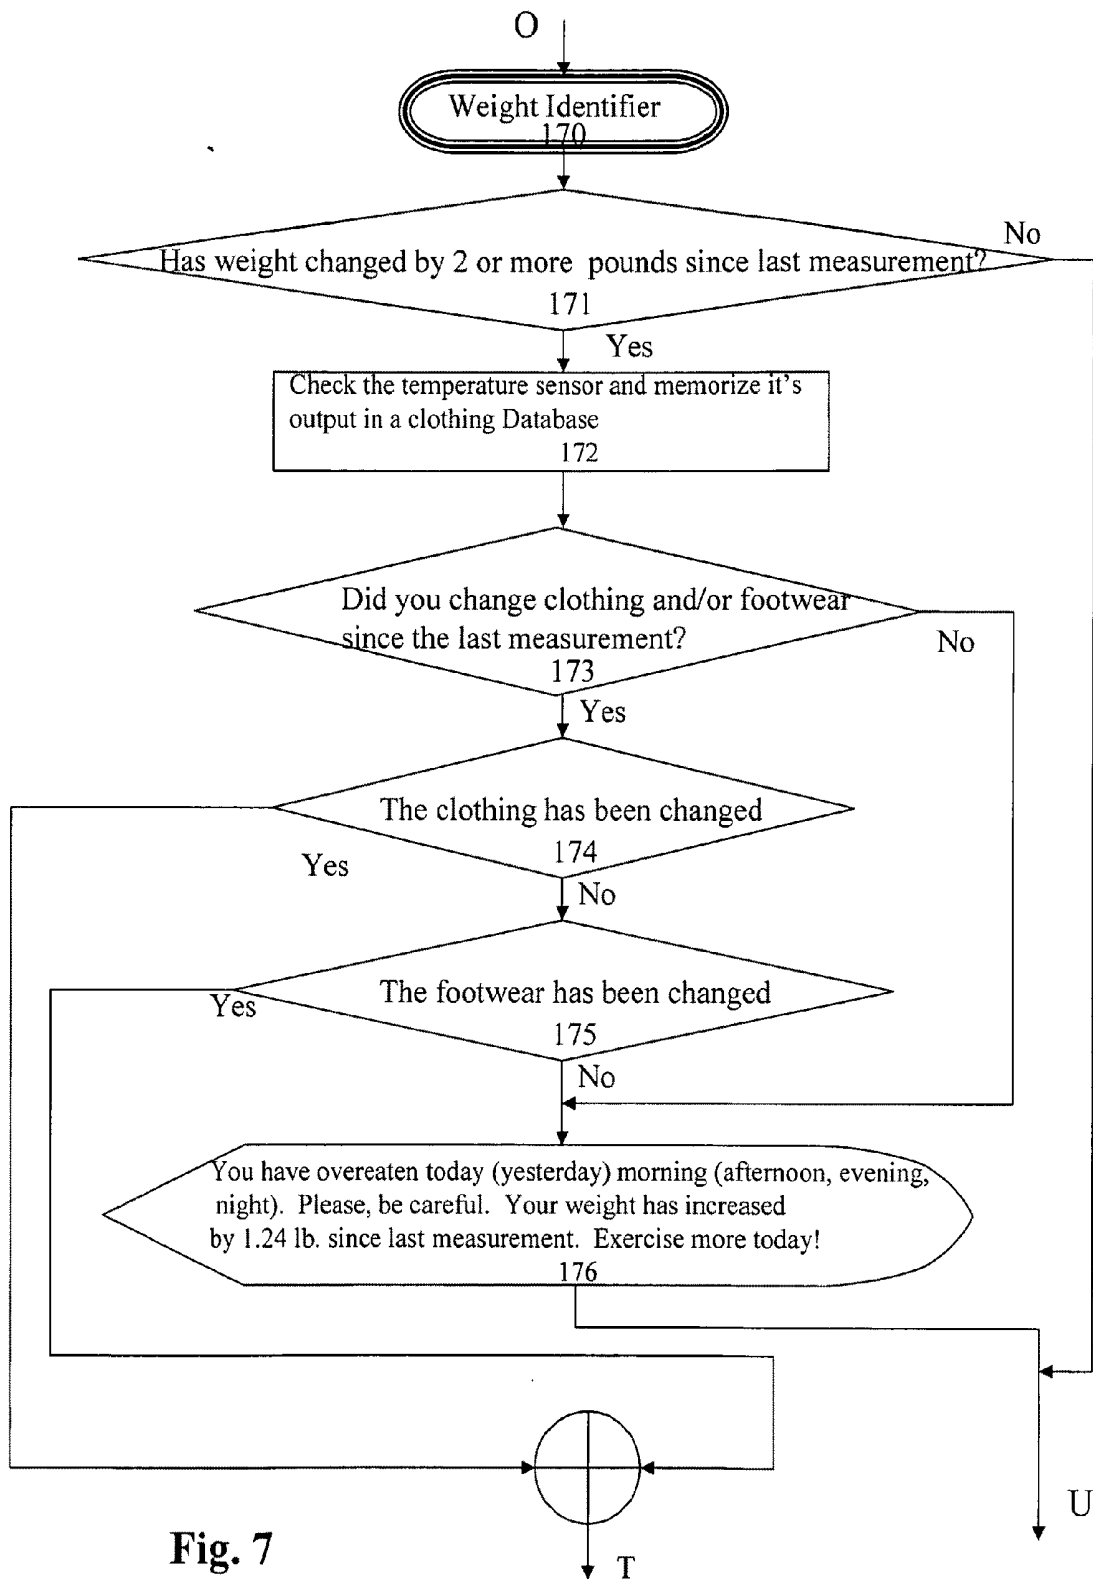 O
Weight Identifier
170
No
Has weight changed by 2 or more pounds since last measurement?
171
Yes
Check the temperature sensor and memorize it's
output in a clothing Database
172
Did you change clothing and/or footwear
since the last measurement?
No
173
Yes
The clothing has been changed
174
Yes
No
The footwear has been changed
Yes
175
No
You have overeaten today (yesterday) morning (afternoon, evening,
night). Please, be careful. Your weight has increased
by 1.24 lb. since last measurement. Exercise more today!
176
U
Fig. 7
T